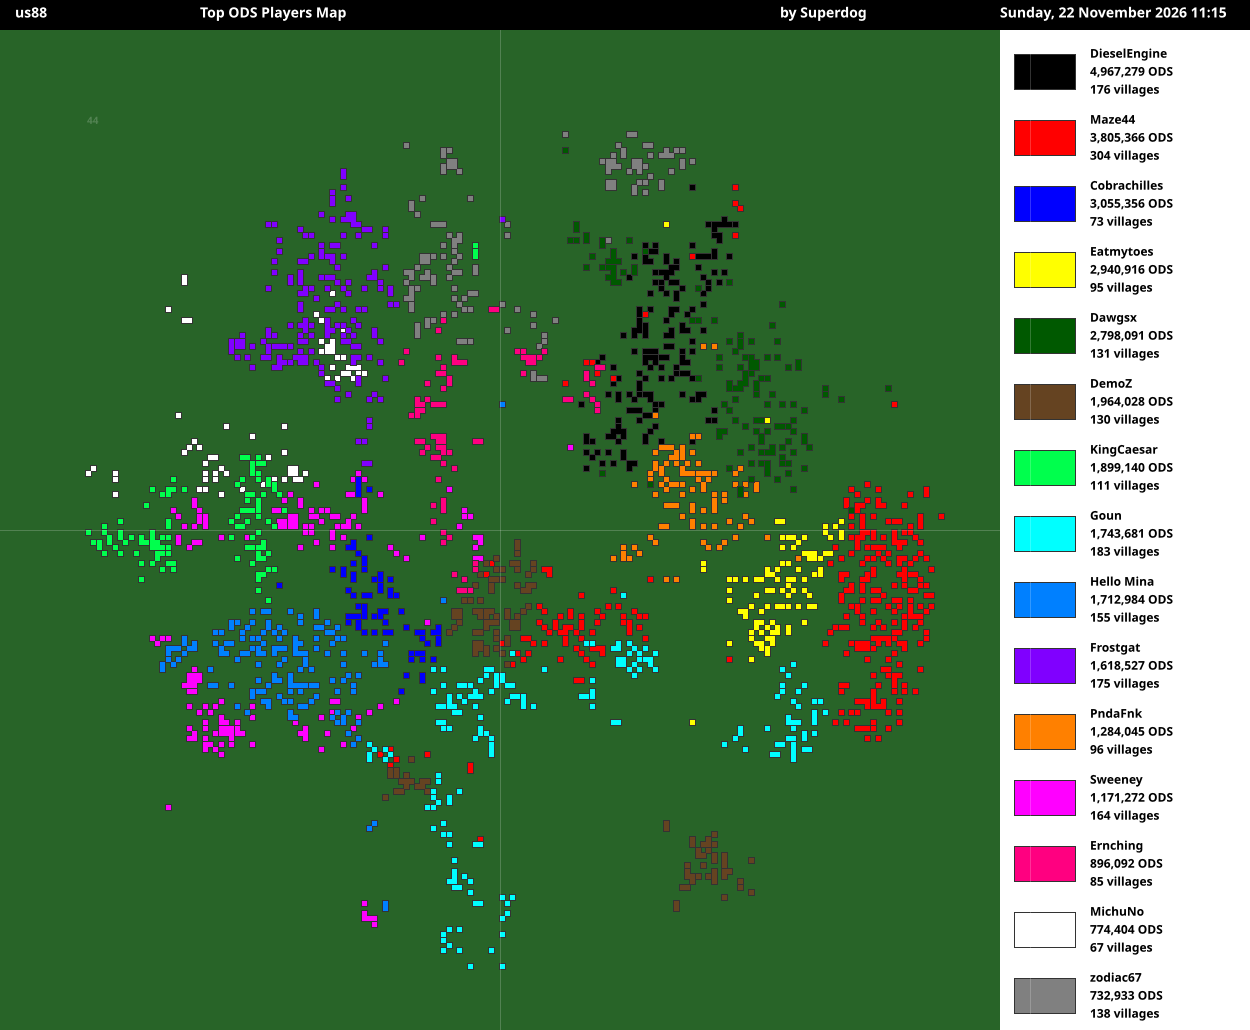 us88 Top ODS Players Map by Superdog Sunday, 22 November 2026 11:15
44
DieselEngine
4,967,279 ODS
176 villages
Maze44
3,805,366 ODS
304 villages
Cobrachilles
3,055,356 ODS
73 villages
Eatmytoes
2,940,916 ODS
95 villages
Dawgsx
2,798,091 ODS
131 villages
DemoZ
1,964,028 ODS
130 villages
KingCaesar
1,899,140 ODS
111 villages
Goun
1,743,681 ODS
183 villages
Hello Mina
1,712,984 ODS
155 villages
Frostgat
1,618,527 ODS
175 villages
PndaFnk
1,284,045 ODS
96 villages
Sweeney
1,171,272 ODS
164 villages
Ernching
896,092 ODS
85 villages
MichuNo
774,404 ODS
67 villages
zodiac67
732,933 ODS
138 villages